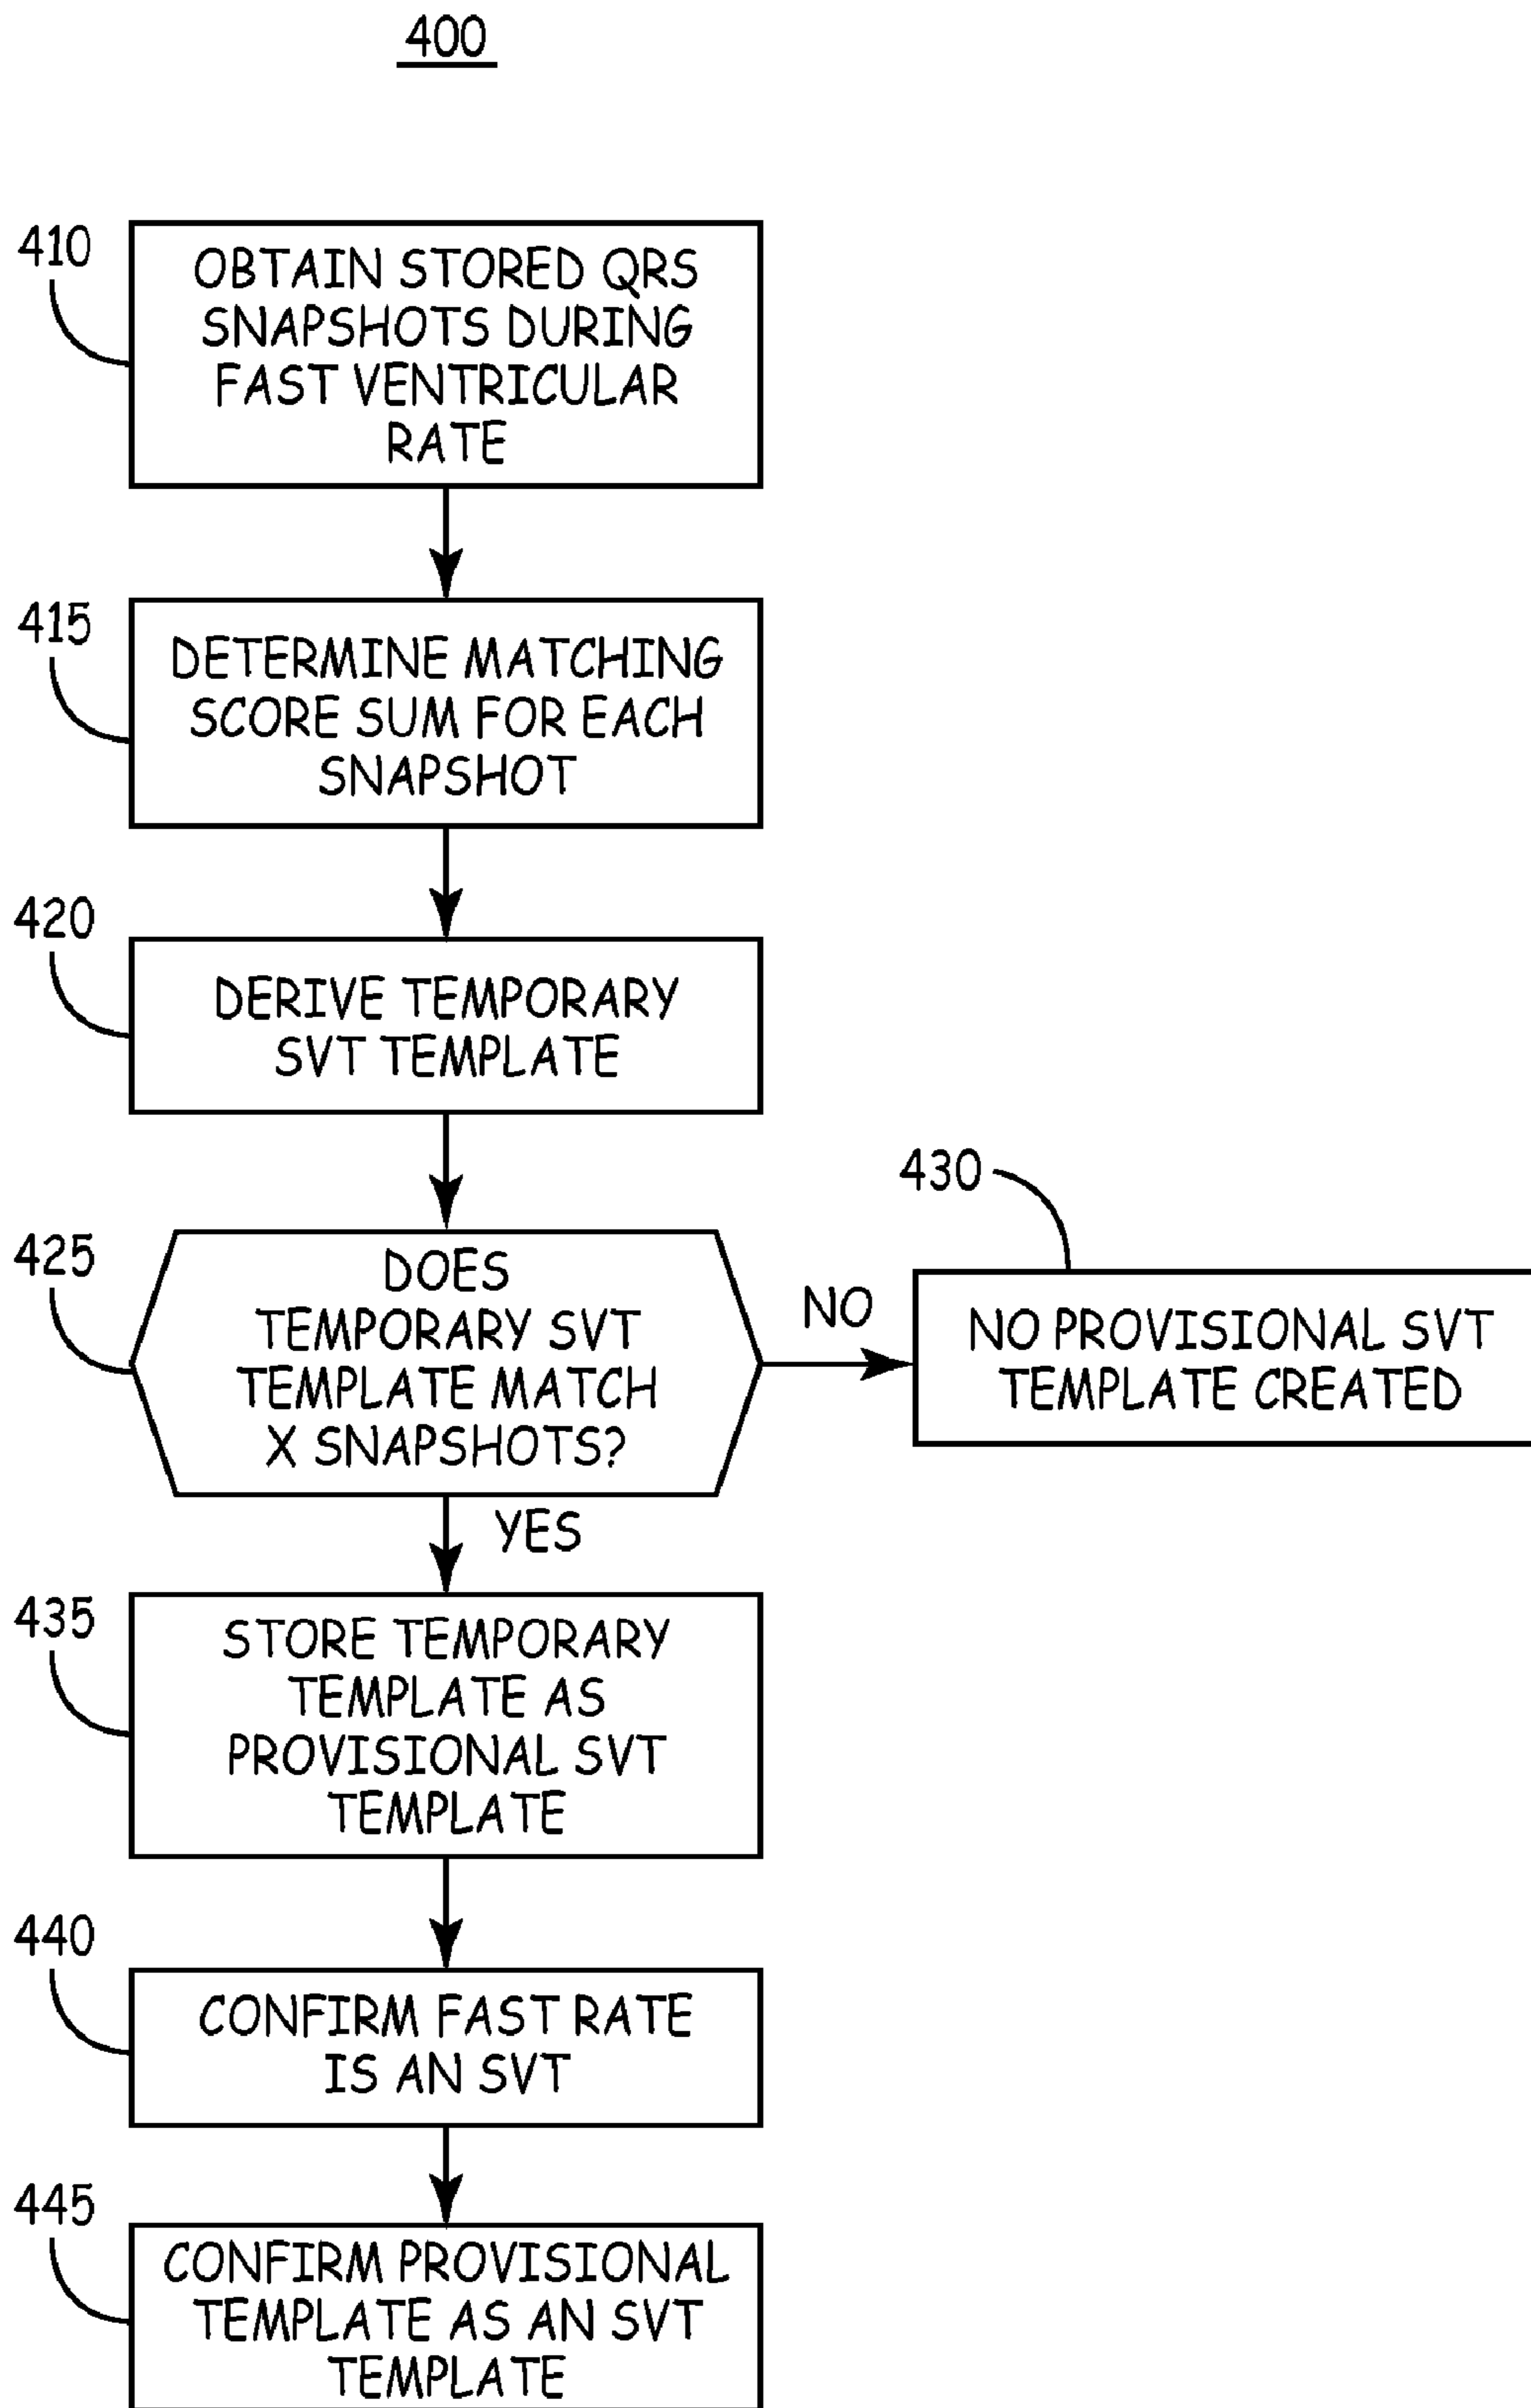 400
410
OBTAIN STORED QRS
SNAPSHOTS DURING
FAST VENTRICULAR
RATE
415
DETERMINE MATCHING
SCORE SUM FOR EACH
SNAPSHOT
420
DERIVE TEMPORARY
SVT TEMPLATE
425
DOES
TEMPORARY SVT
TEMPLATE MATCH
X SNAPSHOTS?
NO
430
NO PROVISIONAL SVT
TEMPLATE CREATED
YES
435
STORE TEMPORARY
TEMPLATE AS
PROVISIONAL SVT
TEMPLATE
440
CONFIRM FAST RATE
IS AN SVT
445
CONFIRM PROVISIONAL
TEMPLATE AS AN SVT
TEMPLATE